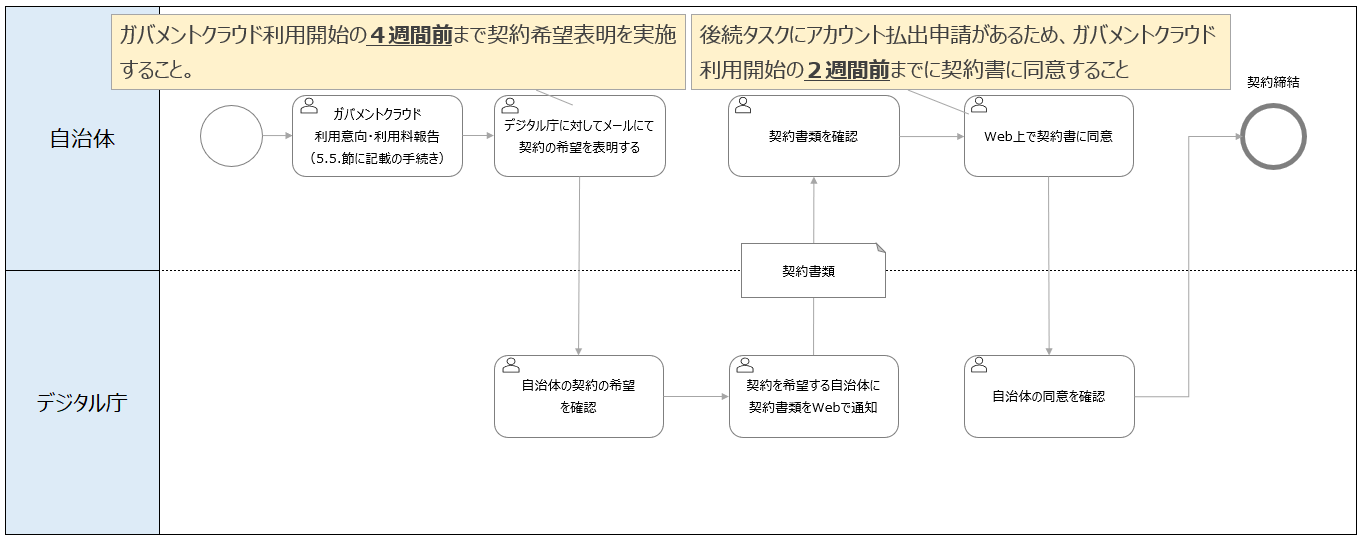 ガバメントクラウド利用開始の４週間前まで契約希望表明を実施
すること。
後続タスクにアカウント払出申請があるため、ガバメントクラウド
利用開始の２週間前までに契約書に同意すること
自治体
ガバメントクラウド
利用意向・利用料報告
（5.5.節に記載の手続き）
デジタル庁に対してメールにて
契約の希望を表明する
契約書類を確認
Web上で契約書に同意
契約締結
契約書類
デジタル庁
自治体の契約の希望
を確認
契約を希望する自治体に
契約書類をWebで通知
自治体の同意を確認